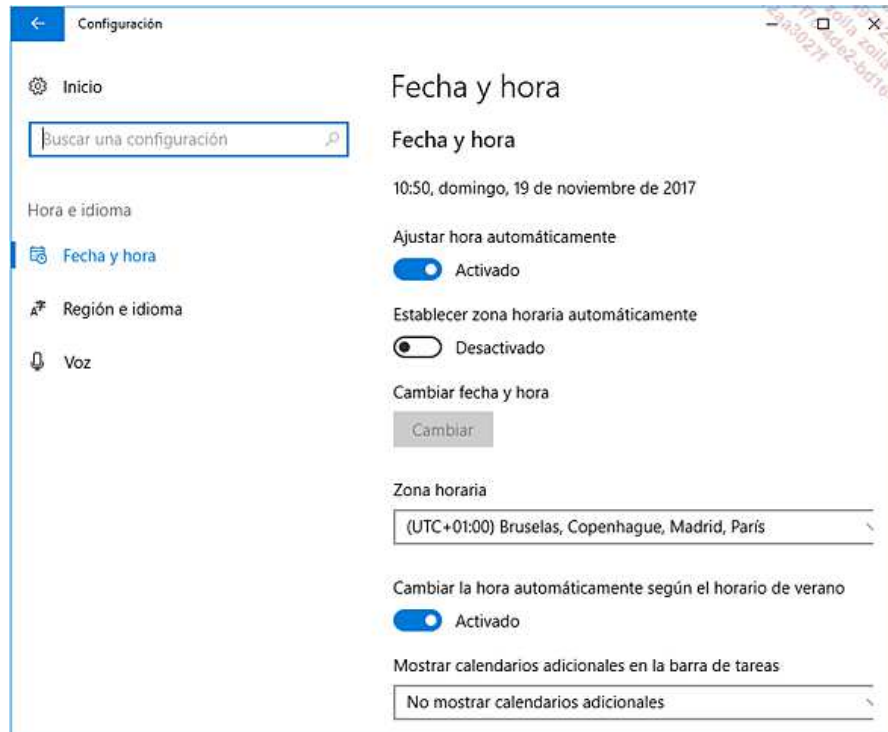 Configuración
Inicio
Buscar una configuración
Hora e idioma
Fecha y hora
Región e idioma
Voz
Fecha y hora
Fecha y hora
10:50, domingo, 19 de noviembre de 2017
Ajustar hora automáticamente
Activado
Establecer zona horaria automáticamente
Desactivado
Cambiar fecha y hora
Cambiar
Zona horaria
(UTC+01:00) Bruselas, Copenhague, Madrid, París
Cambiar la hora automáticamente según el horario de verano
Activado
Mostrar calendarios adicionales en la barra de tareas
No mostrar calendarios adicionales